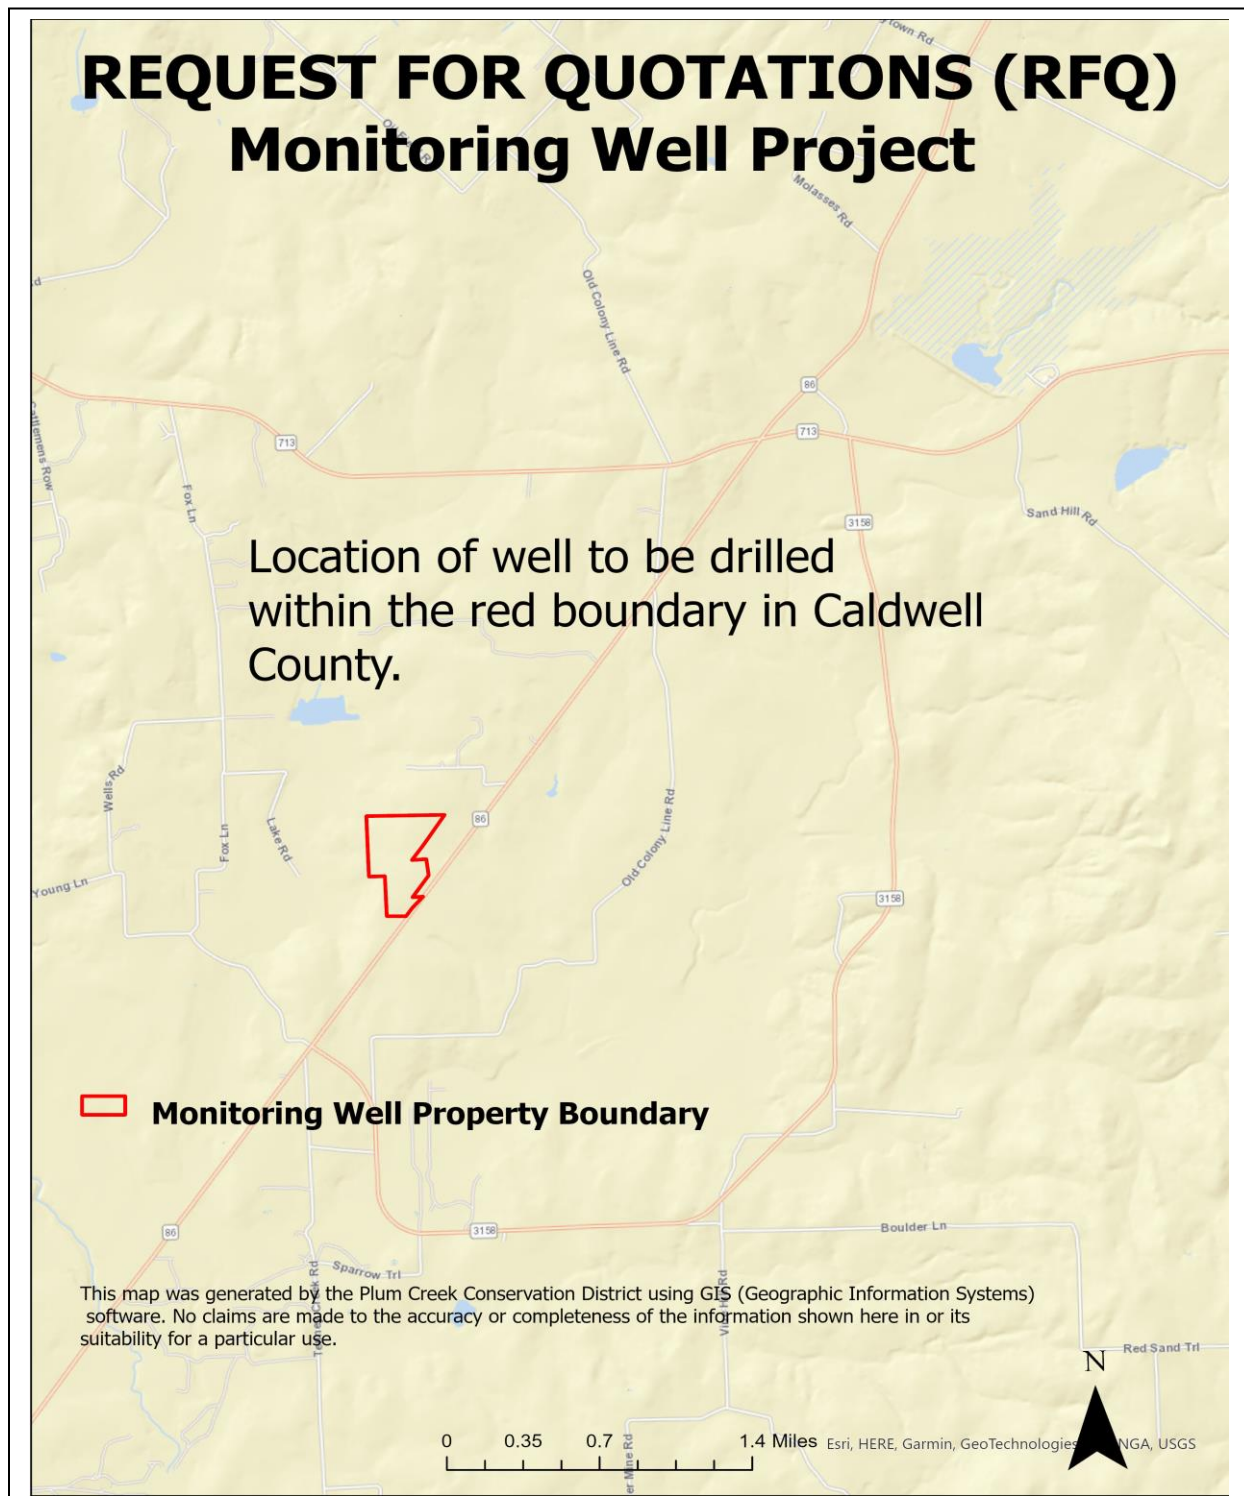 REQUEST FOR QUOTATIONS (RFQ)
Monitoring Well Project
Molasses Rd
Old Colony Line Rd
86
713
713
Cattlemens Row
Fox Ln
3158
Sand Hill Rd
Location of well to be drilled
within the red boundary in Caldwell
County.
Wells Rd
Fox Ln
Lake Rd
86
Old Colony Line Rd
Young Ln
3158
Monitoring Well Property Boundary
86
3158
Boulder Ln
Sparrow Trl
This map was generated by the Plum Creek Conservation District using GIS (Geographic Information Systems)
software. No claims are made to the accuracy or completeness of the information shown here in or its
suitability for a particular use.
Red Sand Trl
N
0 0.35 0.7 1.4 Miles
Esri, HERE, Garmin, GeoTechnologies NGA, USGS